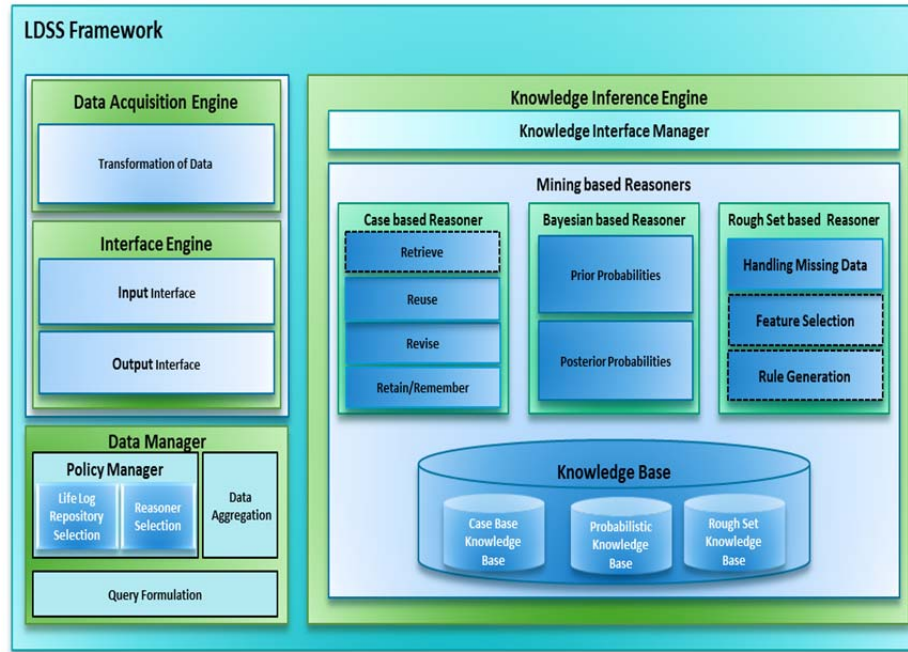 LDSS Framework
Data Acquisition Engine
Transformation of Data
Interface Engine
Input Interface
Output Interface
Data Manager
Policy Manager
Life Log
Repository
Selection
Reasoner
Selection
Data
Aggregation
Query Formulation
Knowledge Inference Engine
Knowledge Interface Manager
Mining based Reasoners
Case based Reasoner
Retrieve
Reuse
Revise
Retain/Remember
Bayesian based Reasoner
Prior Probabilities
Posterior Probabilities
Rough Set based Reasoner
Handling Missing Data
Feature Selection
Rule Generation
Knowledge Base
Case Base
Knowledge
Base
Probabilistic
Knowledge
Base
Rough Set
Knowledge
Base